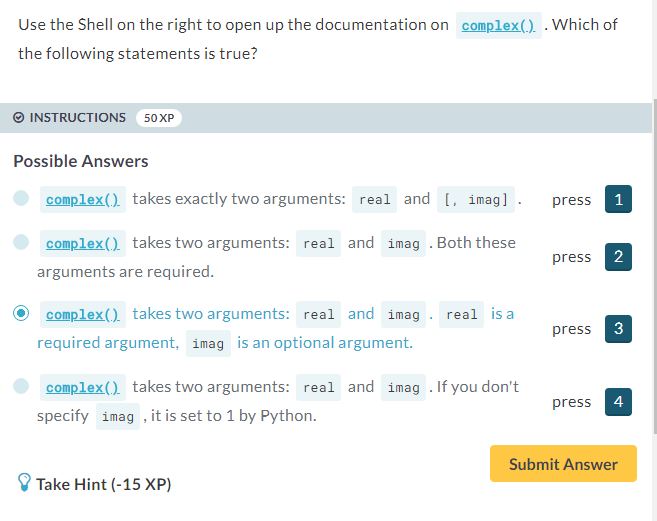 Use the Shell on the right to open up the documentation on complex() . Which of
the following statements is true?
INSTRUCTIONS 50 XP
Possible Answers
complex() takes exactly two arguments: real and [, imag] . press 1
complex() takes two arguments: real and imag . Both these
arguments are required. press 2
complex() takes two arguments: real and imag . real is a
required argument, imag is an optional argument. press 3
complex() takes two arguments: real and imag . If you don't
specify imag , it is set to 1 by Python. press 4
Submit Answer
Take Hint (-15 XP)